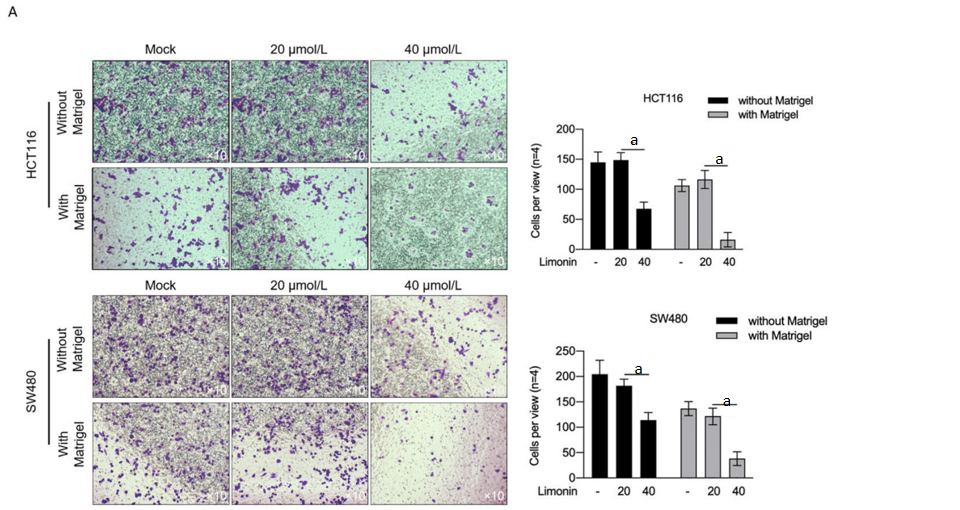 A
Mock 20 µmol/L 40 µmol/L
HCT116
Without Matrigel
×10 ×10 ×10
With Matrigel
×10 ×10 ×10
Mock 20 µmol/L 40 µmol/L
SW480
Without Matrigel
×10 ×10 ×10
With Matrigel
×10 ×10 ×10
HCT116
without Matrigel
with Matrigel
Cells per view (n=4)
200
150
100
50
0
a a
Limonin - 20 40 - 20 40
SW480
without Matrigel
with Matrigel
Cells per view (n=4)
250
200
150
100
50
0
a a
Limonin - 20 40 - 20 40